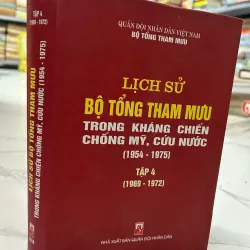 QUÂN ĐỘI NHÂN DÂN VIỆT NAM
BỘ TỔNG THAM MƯU
LỊCH SỬ
BỘ TỔNG THAM MƯU
TRONG KHÁNG CHIẾN
CHỐNG MỸ, CỨU NƯỚC
(1954 - 1975)
TẬP 4
(1969 - 1972)
NHÀ XUẤT BẢN QUÂN ĐỘI NHÂN DÂN
TẬP 4
LỊCH SỬ BỘ TỔNG THAM MƯU
TRONG KHÁNG CHIẾN CHỐNG MỸ, CỨU NƯỚC (1954 - 1975)